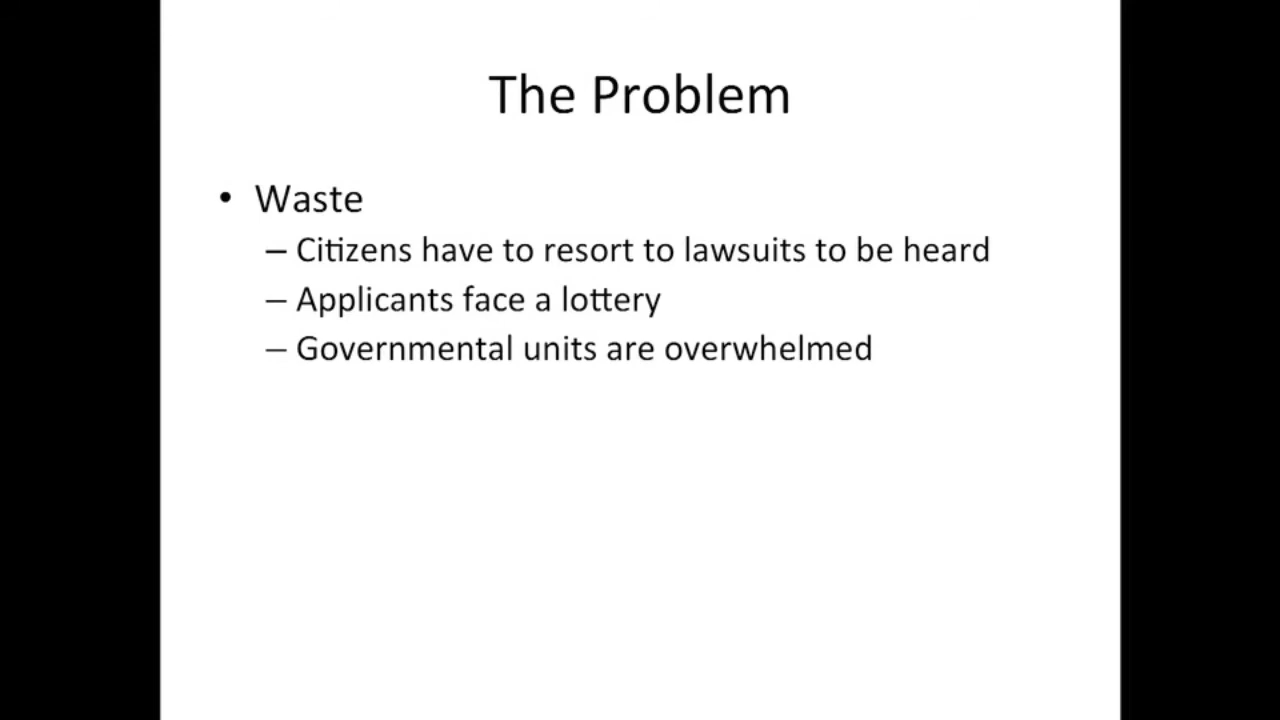 The Problem
• Waste
– Citizens have to resort to lawsuits to be heard
– Applicants face a lottery
– Governmental units are overwhelmed